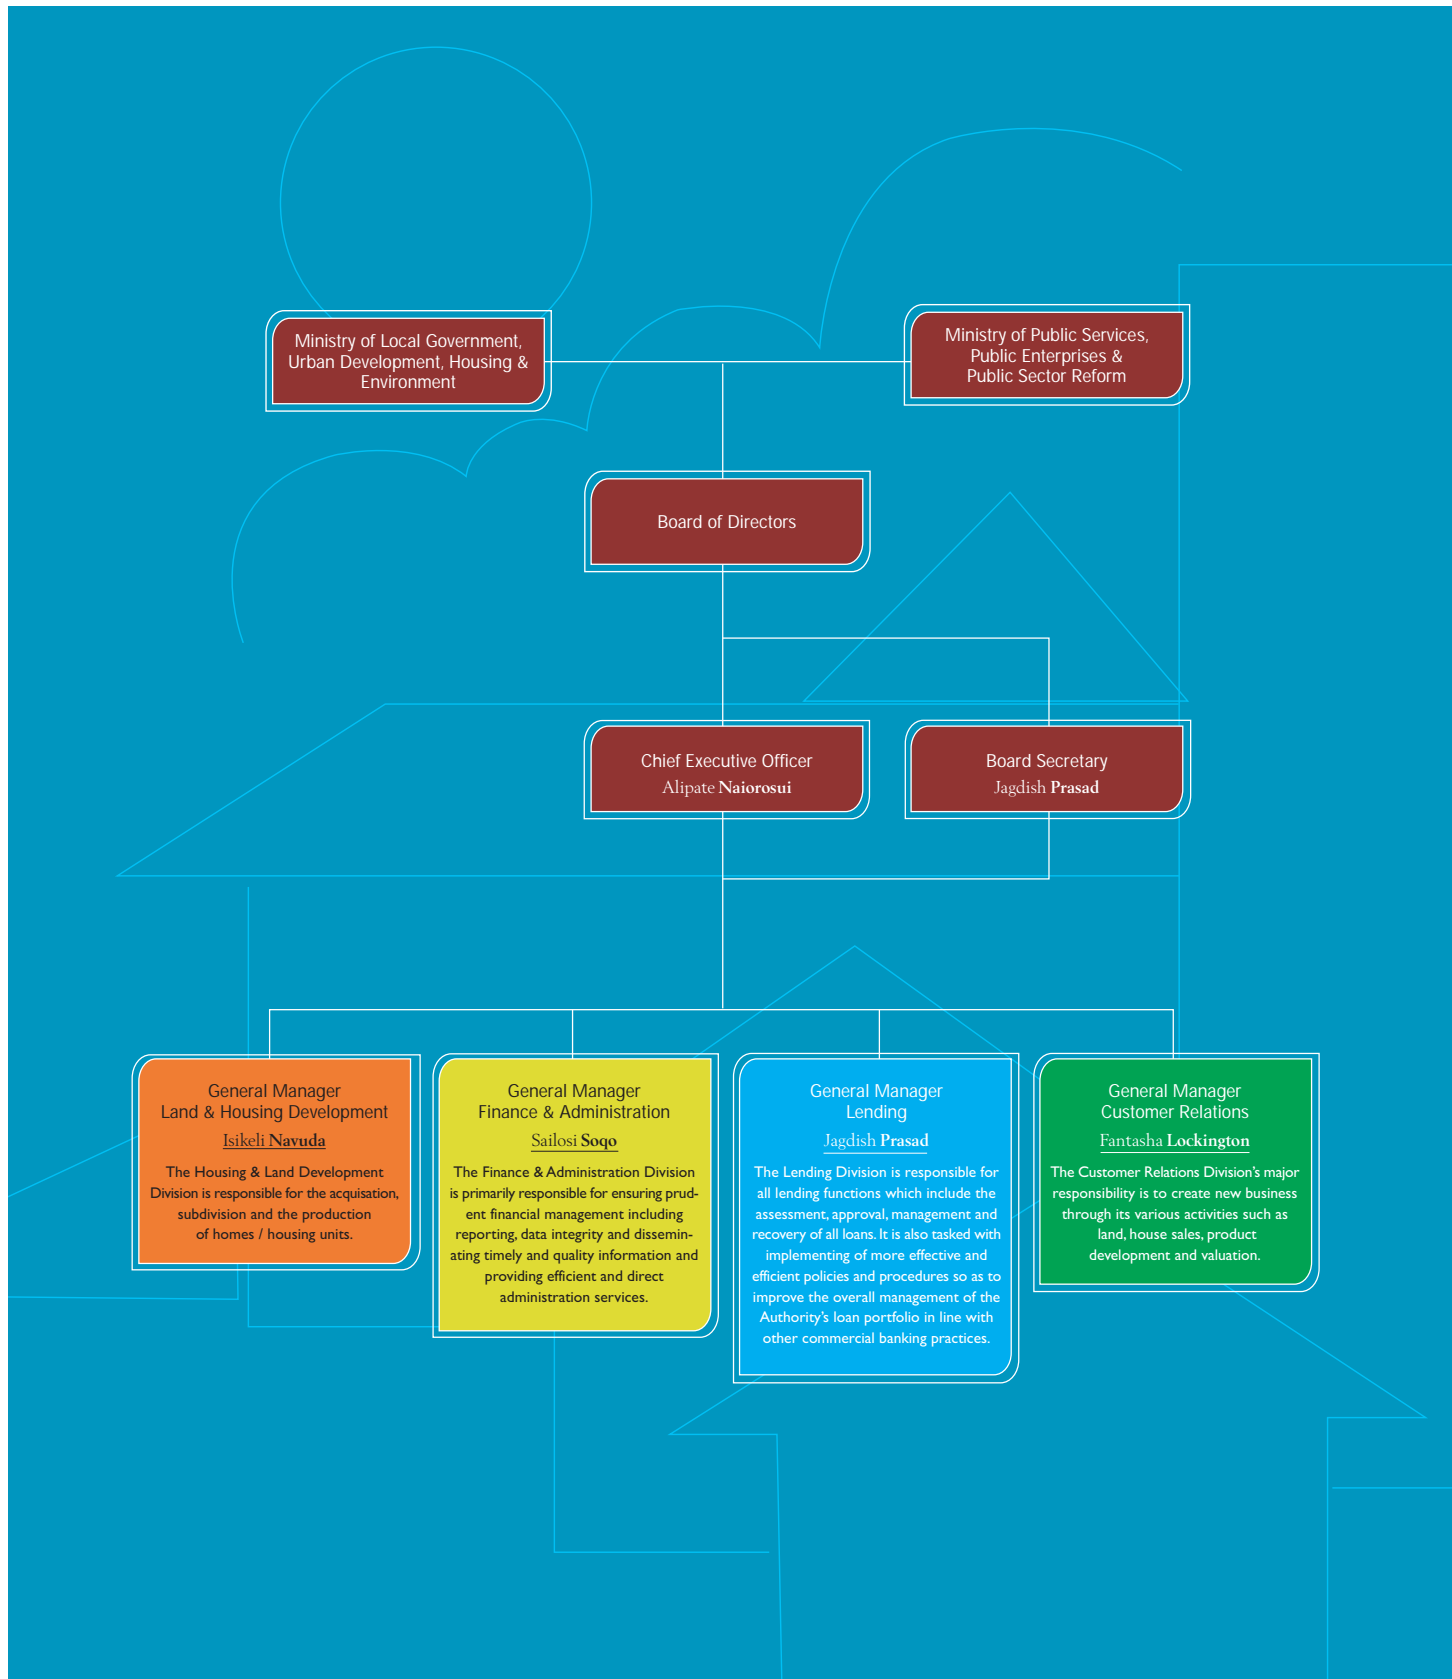 Ministry of Local Government,
Urban Development, Housing &
Environment
Ministry of Public Services,
Public Enterprises &
Public Sector Reform
Board of Directors
Chief Executive Officer
Alipate Naiorosui
Board Secretary
Jagdish Prasad
General Manager
Land & Housing Development
Isikeli Navuda
The Housing & Land Development
Division is responsible for the acquisation,
subdivision and the production
of homes / housing units.
General Manager
Finance & Administration
Sailosi Soqo
The Finance & Administration Division
is primarily responsible for ensuring prud-
ent financial management including
reporting, data integrity and dissemin-
ating timely and quality information and
providing efficient and direct
administration services.
General Manager
Lending
Jagdish Prasad
The Lending Division is responsible for
all lending functions which include the
assessment, approval, management and
recovery of all loans. It is also tasked with
implementing of more effective and
efficient policies and procedures so as to
improve the overall management of the
Authority's loan portfolio in line with
other commercial banking practices.
General Manager
Customer Relations
Fantasha Lockington
The Customer Relations Division's major
responsibility is to create new business
through its various activities such as
land, house sales, product
development and valuation.